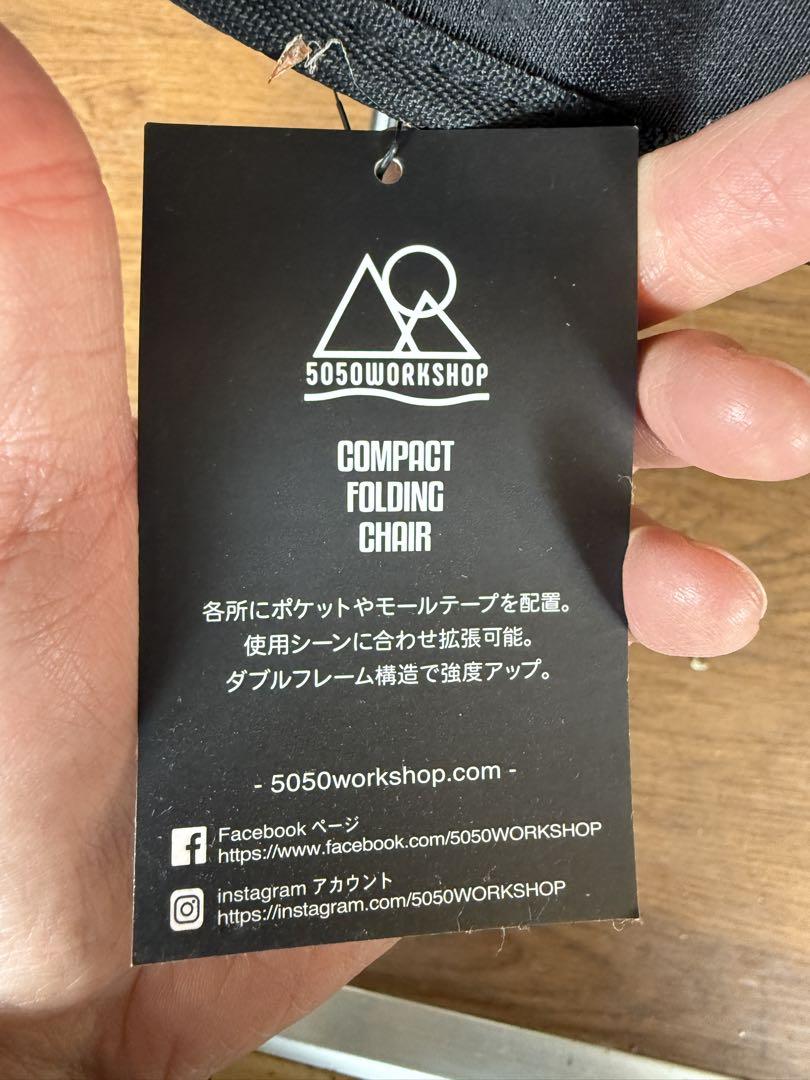 5050WORKSHOP
COMPACT
FOLDING
CHAIR
各所にポケットやモールテープを配置。
使用シーンに合わせ拡張可能。
ダブルフレーム構造で強度アップ。
- 5050workshop.com -
Facebook ページ
https://www.facebook.com/5050WORKSHOP
instagram アカウント
https://instagram.com/5050WORKSHOP